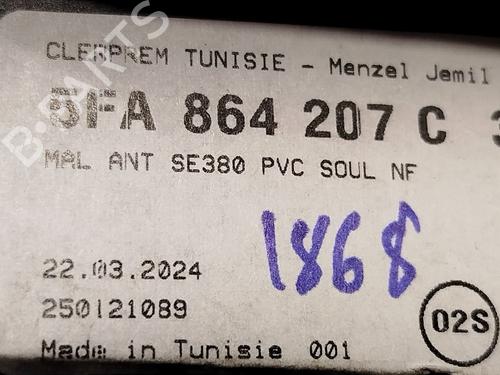 CLERPREM TUNISIE - Menzel Jemil
5FA 864 207 C
MAL ANT SE380 PVC SOUL NF
1868
22.03.2024
250121089
02S
Made in Tunisie 001
B-PARTS